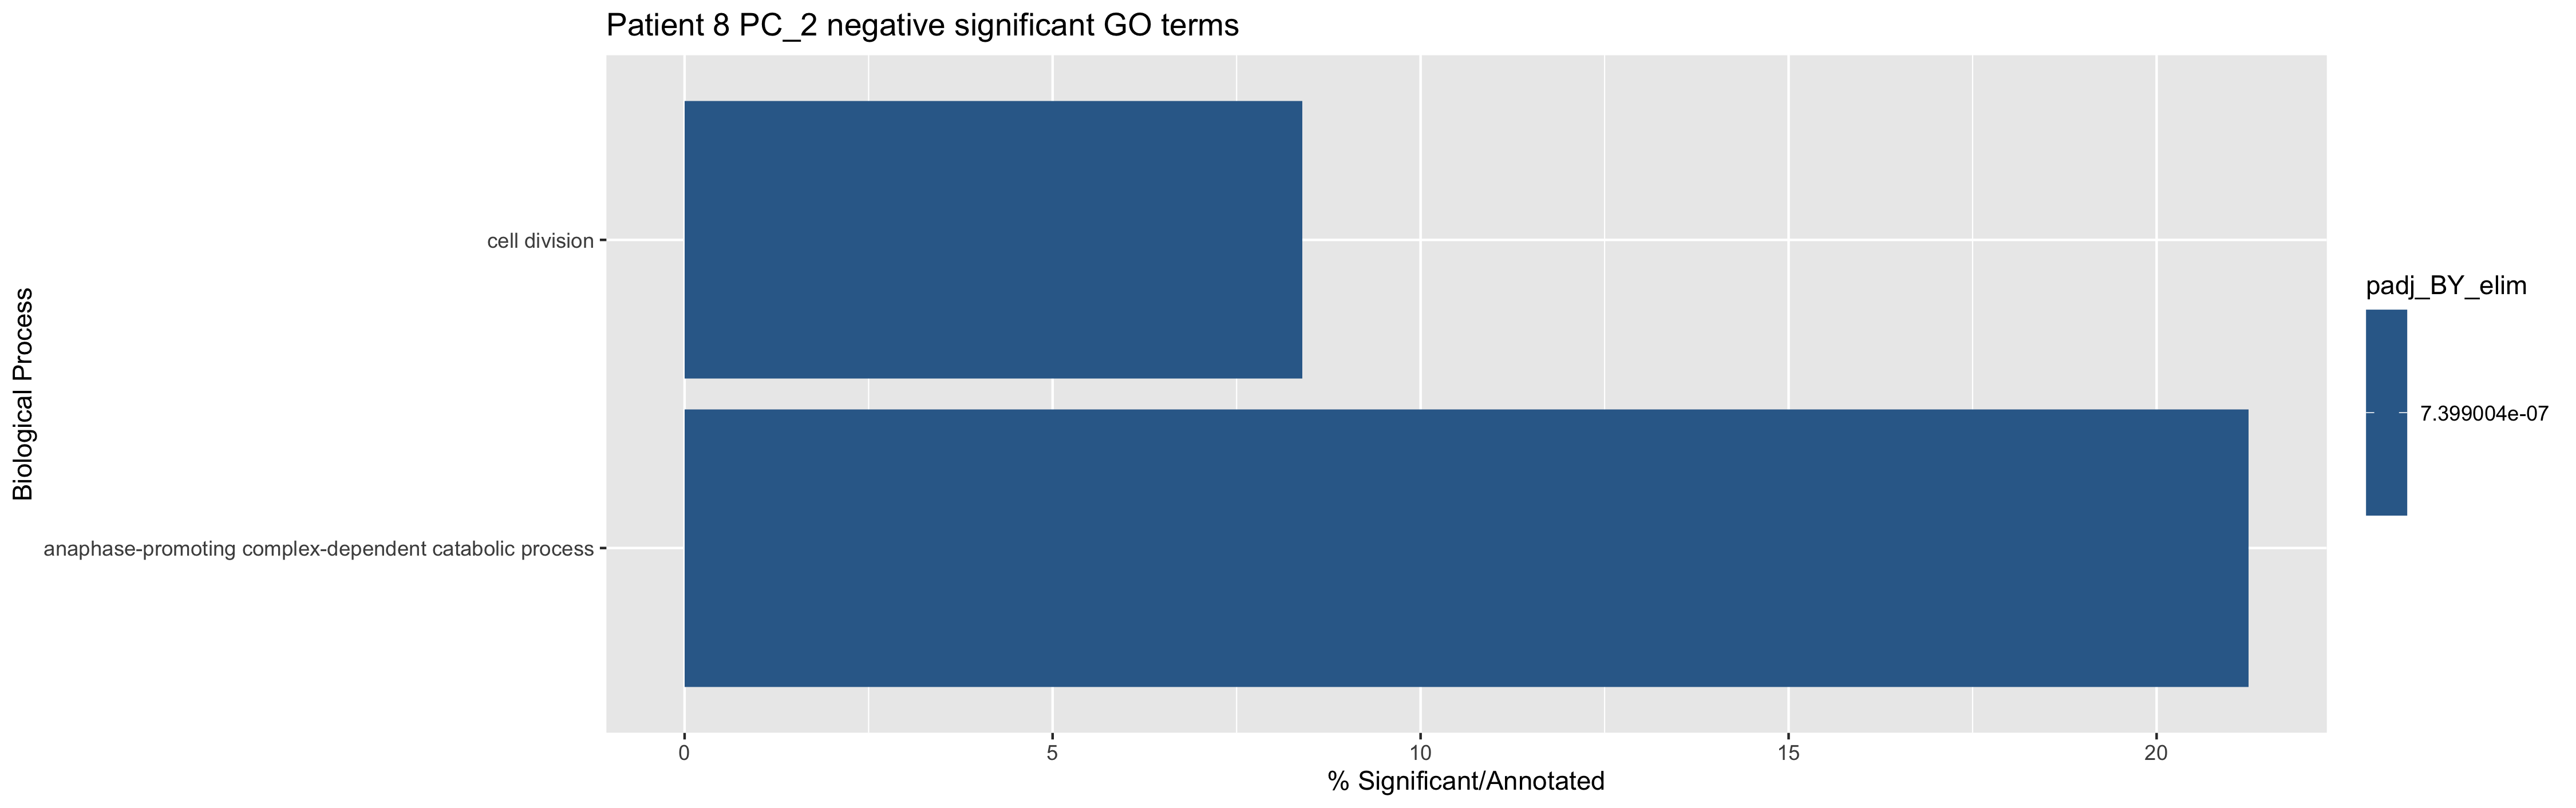 Patient 8 PC_2 negative significant GO terms
Biological Process
cell division
anaphase-promoting complex-dependent catabolic process
0 5 10 15 20
% Significant/Annotated
padj_BY_elim
7.399004e-07